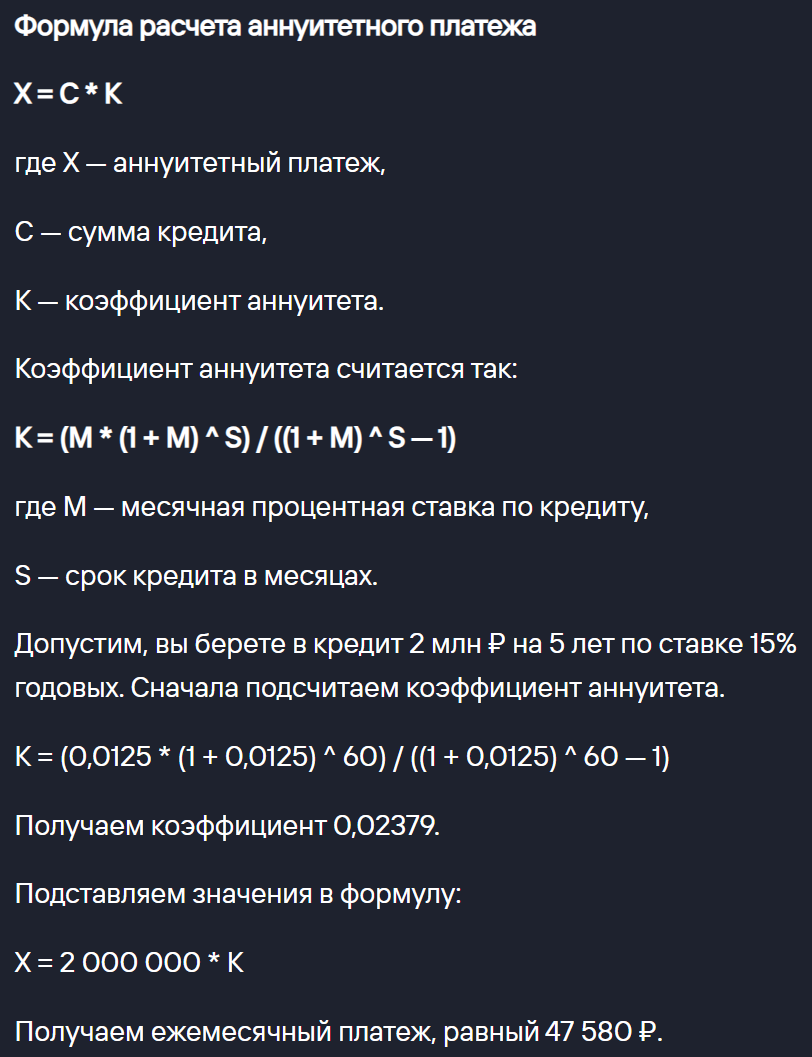 Формула расчета аннуитетного платежа
X = C * K
где X — аннуитетный платеж,
С — сумма кредита,
К — коэффициент аннуитета.
Коэффициент аннуитета считается так:
К = (М * (1 + М) ^ S) / ((1 + М) ^ S — 1)
где М — месячная процентная ставка по кредиту,
S — срок кредита в месяцах.
Допустим, вы берете в кредит 2 млн ₽ на 5 лет по ставке 15%
годовых. Сначала подсчитаем коэффициент аннуитета.
К = (0,0125 * (1 + 0,0125) ^ 60) / ((1 + 0,0125) ^ 60 — 1)
Получаем коэффициент 0,02379.
Подставляем значения в формулу:
X = 2 000 000 * K
Получаем ежемесячный платеж, равный 47 580 ₽.